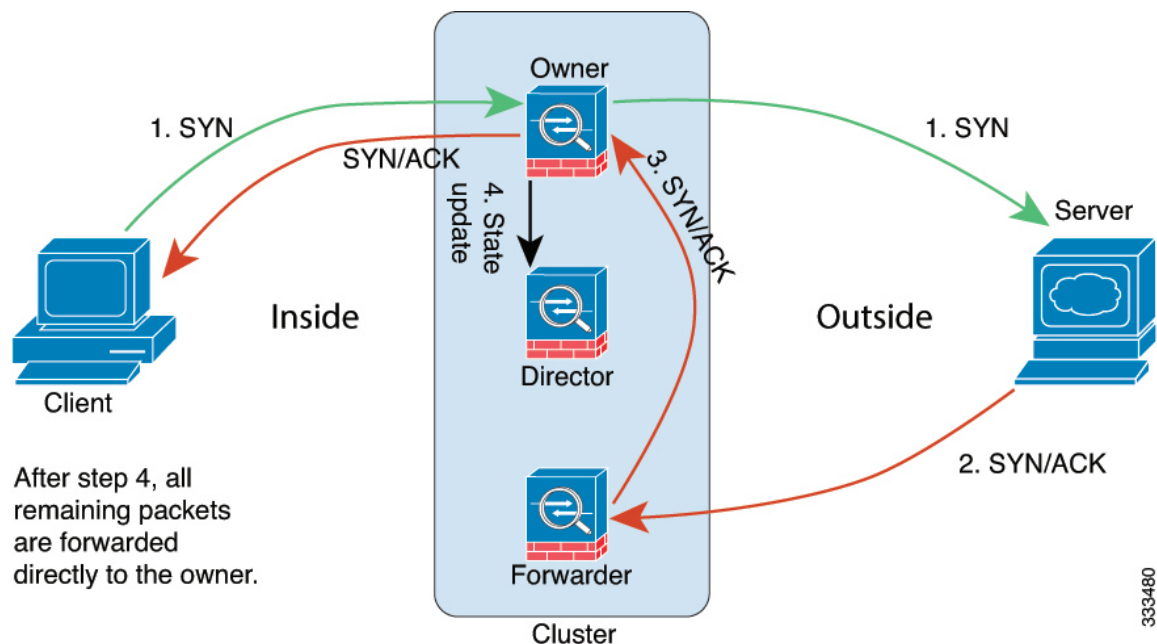 Owner
1. SYN
1. SYN
SYN/ACK
3. SYN/ACK
4. State
update
Server
Inside
Outside
Director
Client
2. SYN/ACK
After step 4, all
remaining packets
are forwarded
directly to the owner.
Forwarder
Cluster
333480